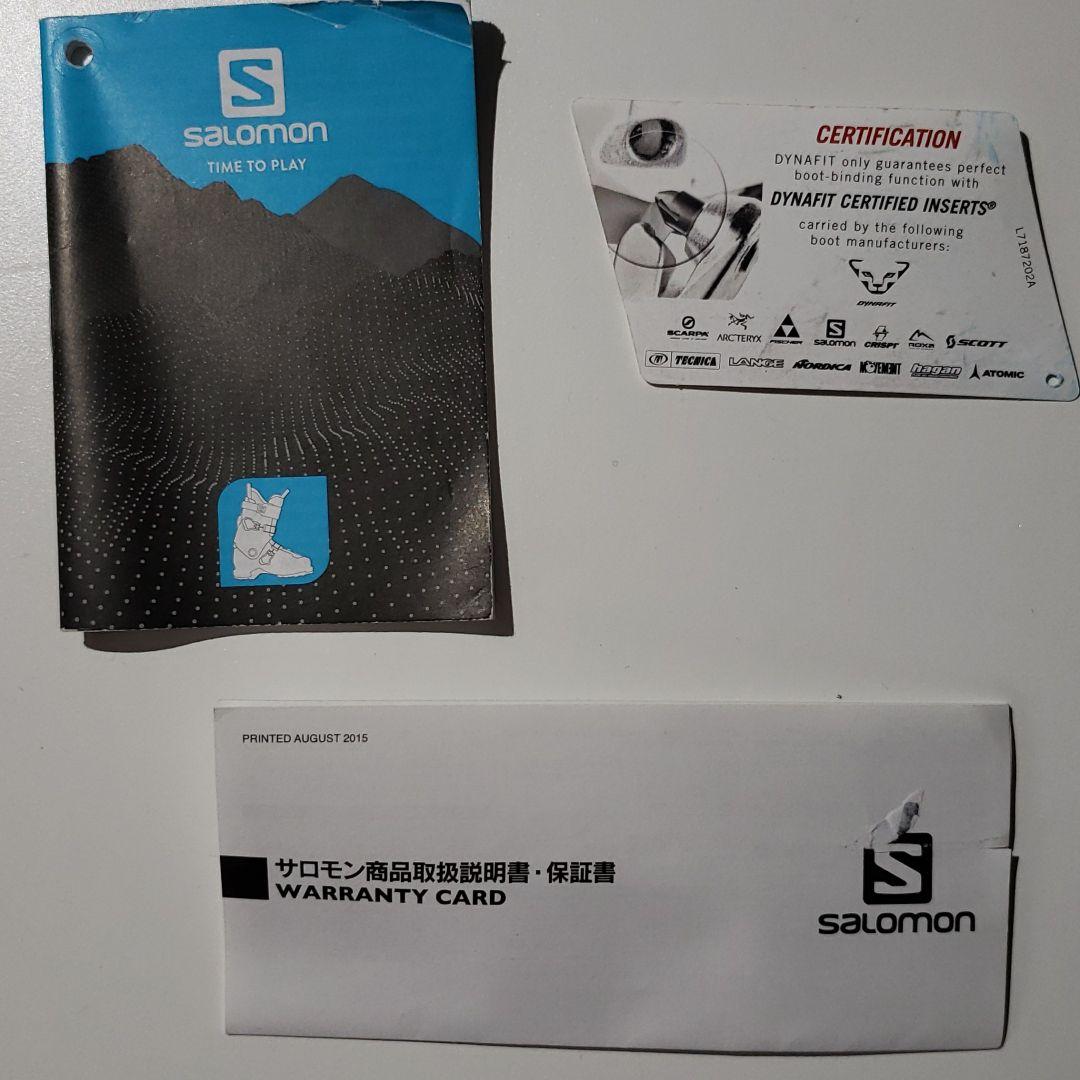 S
SALOMON
TIME TO PLAY
CERTIFICATION
DYNAFIT only guarantees perfect
boot-binding function with
DYNAFIT CERTIFIED INSERTS®
carried by the following
boot manufacturers:
L7187202A
DYNAFIT
SCARPA ARC'TERYX FISCHER SALOMON CRISPI ROXA SCOTT
TECNICA LANGE NORDICA MOVEMENT hagan ATOMIC
PRINTED AUGUST 2015
サロモン商品取扱説明書・保証書
WARRANTY CARD
S
SALOMON